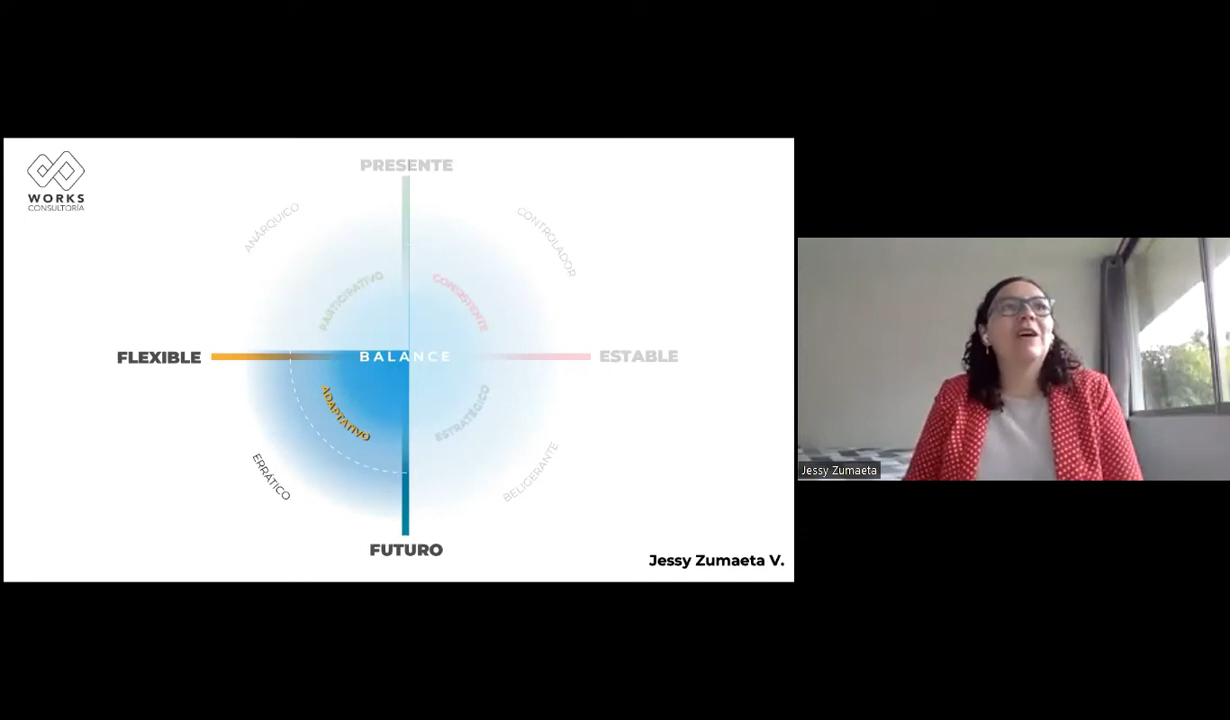 WORKS
CONSULTORÍA
PRESENTE
ANÁRQUICO
CONTROLADOR
PARTICIPATIVO
CONSISTENTE
FLEXIBLE
BALANCE
ESTABLE
ADAPTATIVO
ESTRATÉGICO
ERRÁTICO
BELIGERANTE
FUTURO
Jessy Zumaeta V.
Jessy Zumaeta